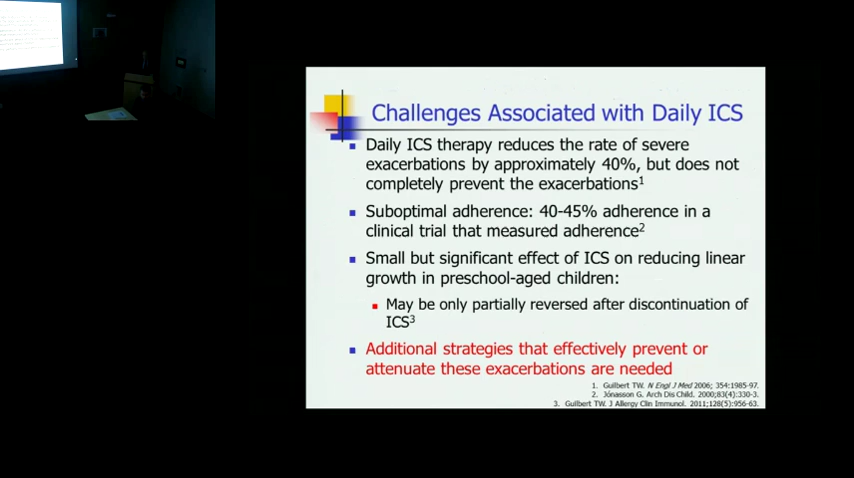 Challenges Associated with Daily ICS
Daily ICS therapy reduces the rate of severe
exacerbations by approximately 40%, but does not
completely prevent the exacerbations1
Suboptimal adherence: 40-45% adherence in a
clinical trial that measured adherence2
Small but significant effect of ICS on reducing linear
growth in preschool-aged children:
May be only partially reversed after discontinuation of
ICS3
Additional strategies that effectively prevent or
attenuate these exacerbations are needed
1. Guilbert TW. N Engl J Med 2006; 354:1985-97.
2. Jónasson G. Arch Dis Child. 2000;83(4):330-3.
3. Guilbert TW. J Allergy Clin Immunol. 2011;128(5):956-63.